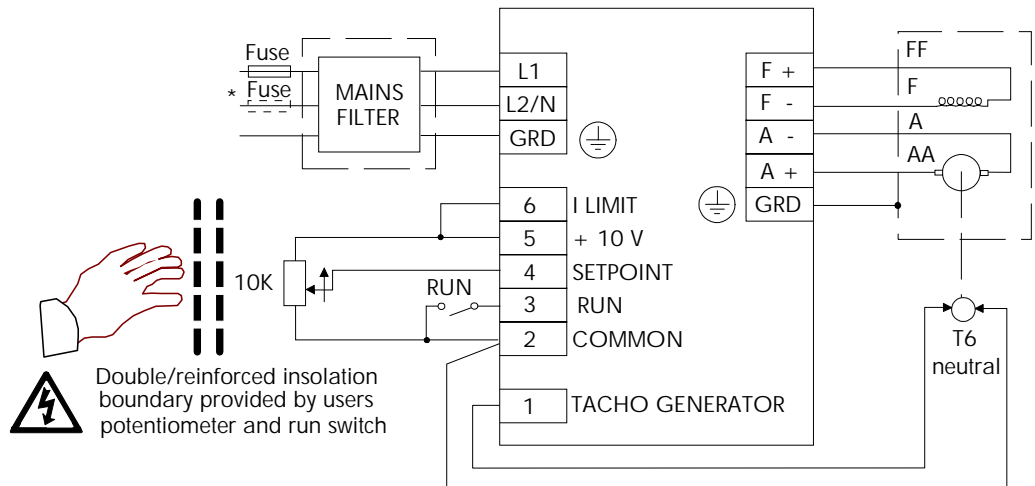 Fuse
* Fuse
MAINS
FILTER
L1
L2/N
GRD
F +
F -
A -
A +
GRD
FF
F
A
AA
6 I LIMIT
5 + 10 V
4 SETPOINT
3 RUN
2 COMMON
1 TACHO GENERATOR
10K
RUN
T6
neutral
Double/reinforced insolation
boundary provided by users
potentiometer and run switch